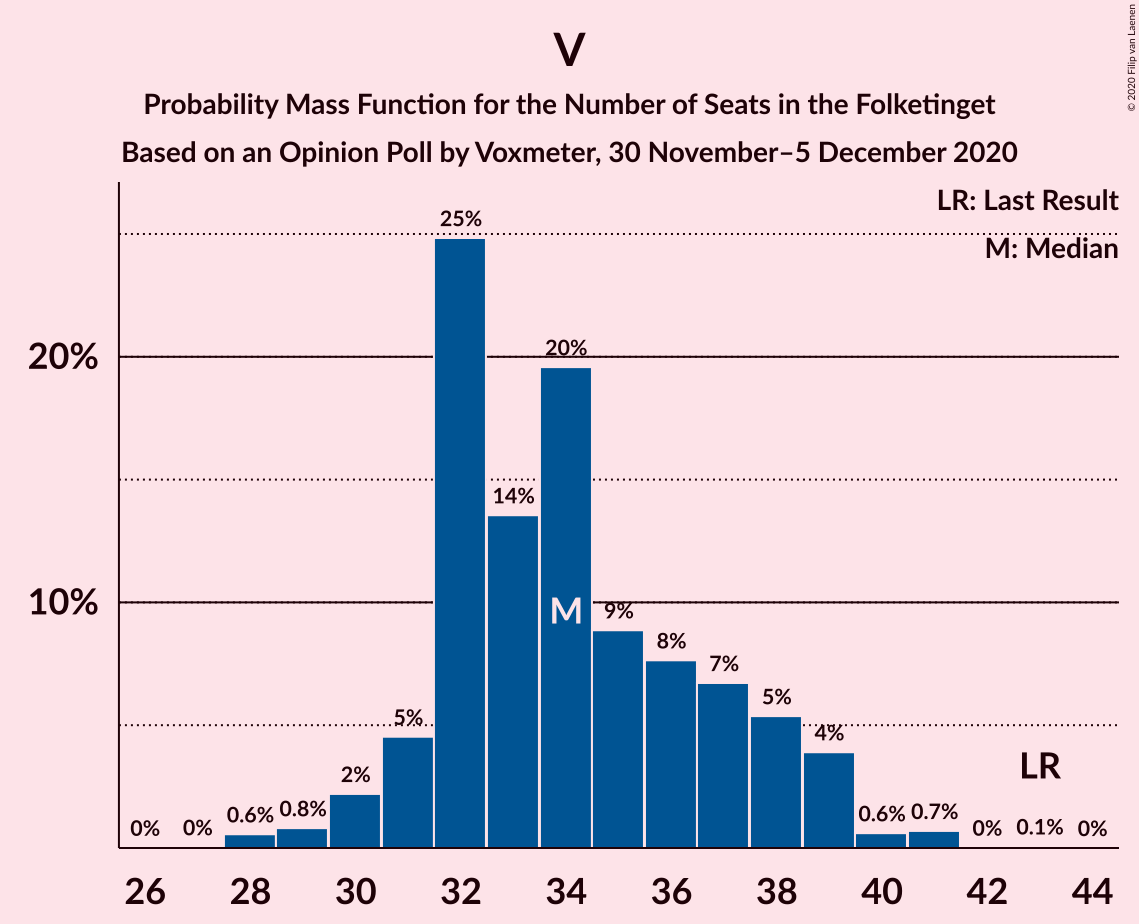 V
Probability Mass Function for the Number of Seats in the Folketinget
Based on an Opinion Poll by Voxmeter, 30 November–5 December 2020
© 2020 Filip van Laenen
LR: Last Result
M: Median
20%
10%
0%
0%
0.6%
0.8%
2%
5%
25%
14%
20%
M
9%
8%
7%
5%
4%
0.6%
0.7%
0%
LR
0.1%
0%
26 28 30 32 34 36 38 40 42 44